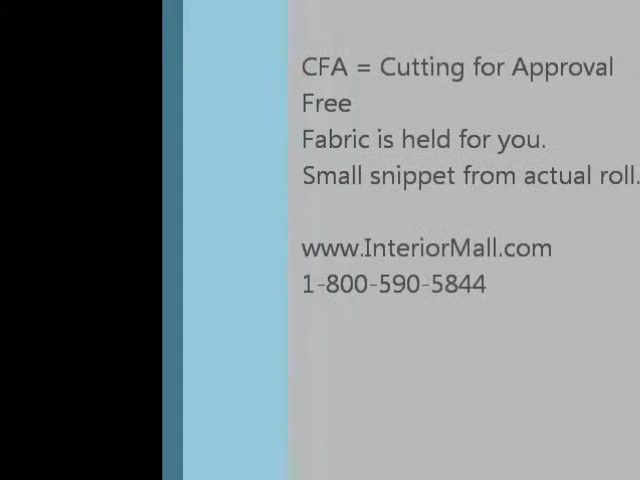 CFA = Cutting for Approval
Free
Fabric is held for you.
Small snippet from actual roll.
www.InteriorMall.com
1-800-590-5844